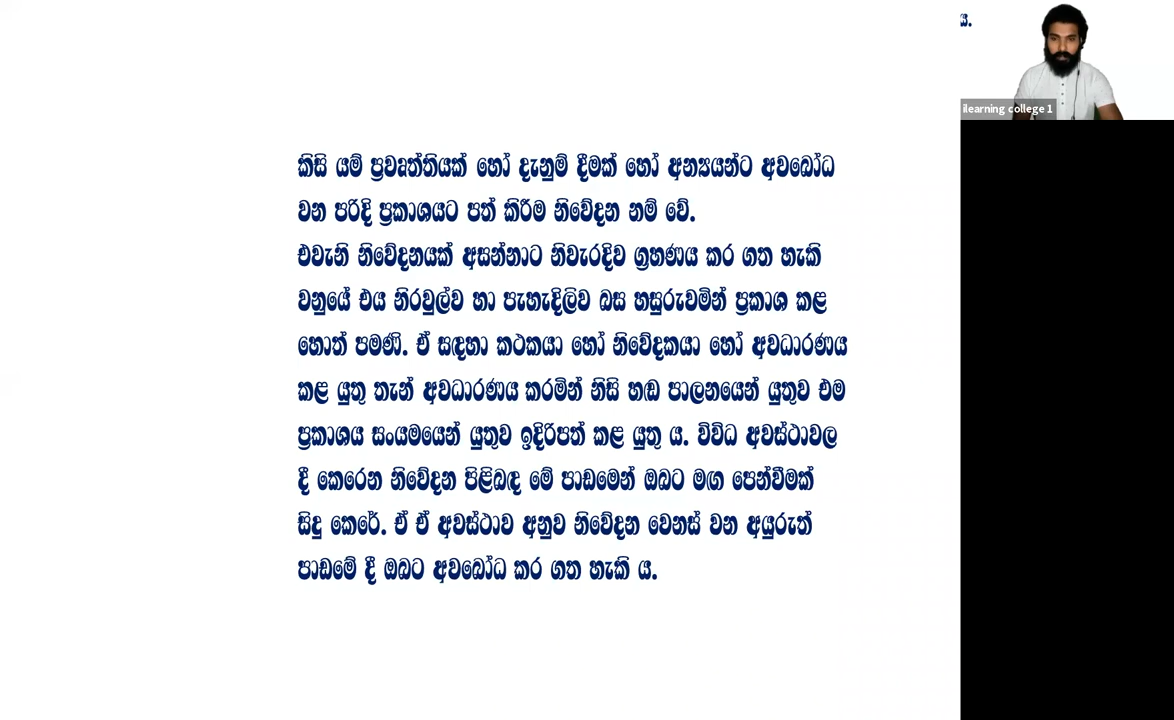 ය.
ilearning college 1
කිසි යම් ප්‍රවෘත්තියක් හෝ දැනුම් දීමක් හෝ අන්‍යයන්ට අවබෝධ
වන පරිදි ප්‍රකාශයට පත් කිරීම නිවේදන නම් වේ.
එවැනි නිවේදනයක් අසන්නාට නිවැරදිව ග්‍රහණය කර ගත හැකි
වනුයේ එය නිරවුල්ව හා පැහැදිලිව බස හසුරුවමින් ප්‍රකාශ කළ
හොත් පමණි. ඒ සඳහා කථකයා හෝ නිවේදකයා හෝ අවධාරණය
කළ යුතු තැන් අවධාරණය කරමින් නිසි හඬ පාලනයෙන් යුතුව එම
ප්‍රකාශය සංයමයෙන් යුතුව ඉදිරිපත් කළ යුතු ය. විවිධ අවස්ථාවල
දී කෙරෙන නිවේදන පිළිබඳ මේ පාඩමෙන් ඔබට මඟ පෙන්වීමක්
සිදු කෙරේ. ඒ ඒ අවස්ථාව අනුව නිවේදන වෙනස් වන අයුරුත්
පාඩමේ දී ඔබට අවබෝධ කර ගත හැකි ය.